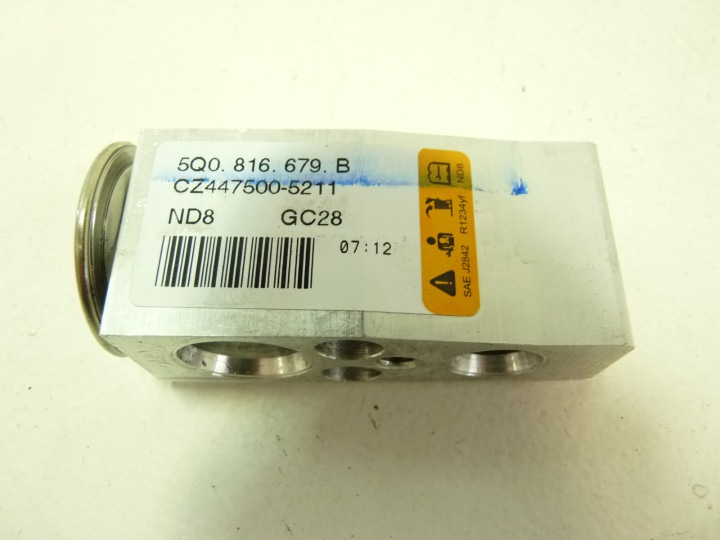 5Q0. 816. 679. B
CZ447500-5211
ND8 GC28
07:12
SAE J2842 R1234yf ND8